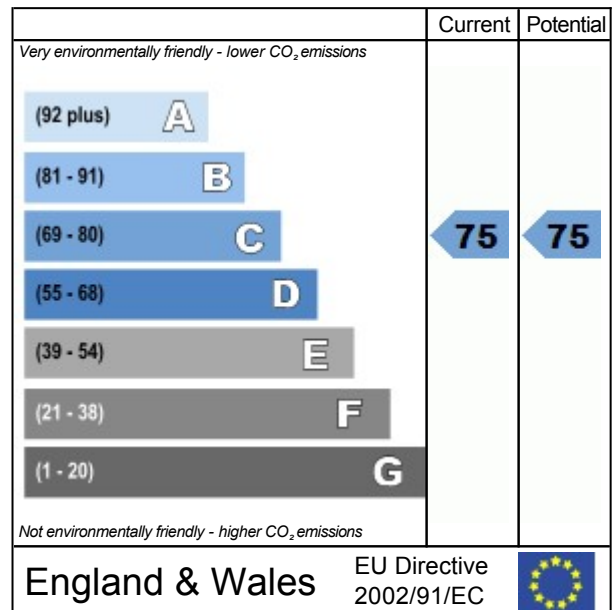 Current Potential
Very environmentally friendly - lower CO₂ emissions
(92 plus) A
(81 - 91) B
(69 - 80) C 75 75
(55 - 68) D
(39 - 54) E
(21 - 38) F
(1 - 20) G
Not environmentally friendly - higher CO₂ emissions
England & Wales
EU Directive
2002/91/EC